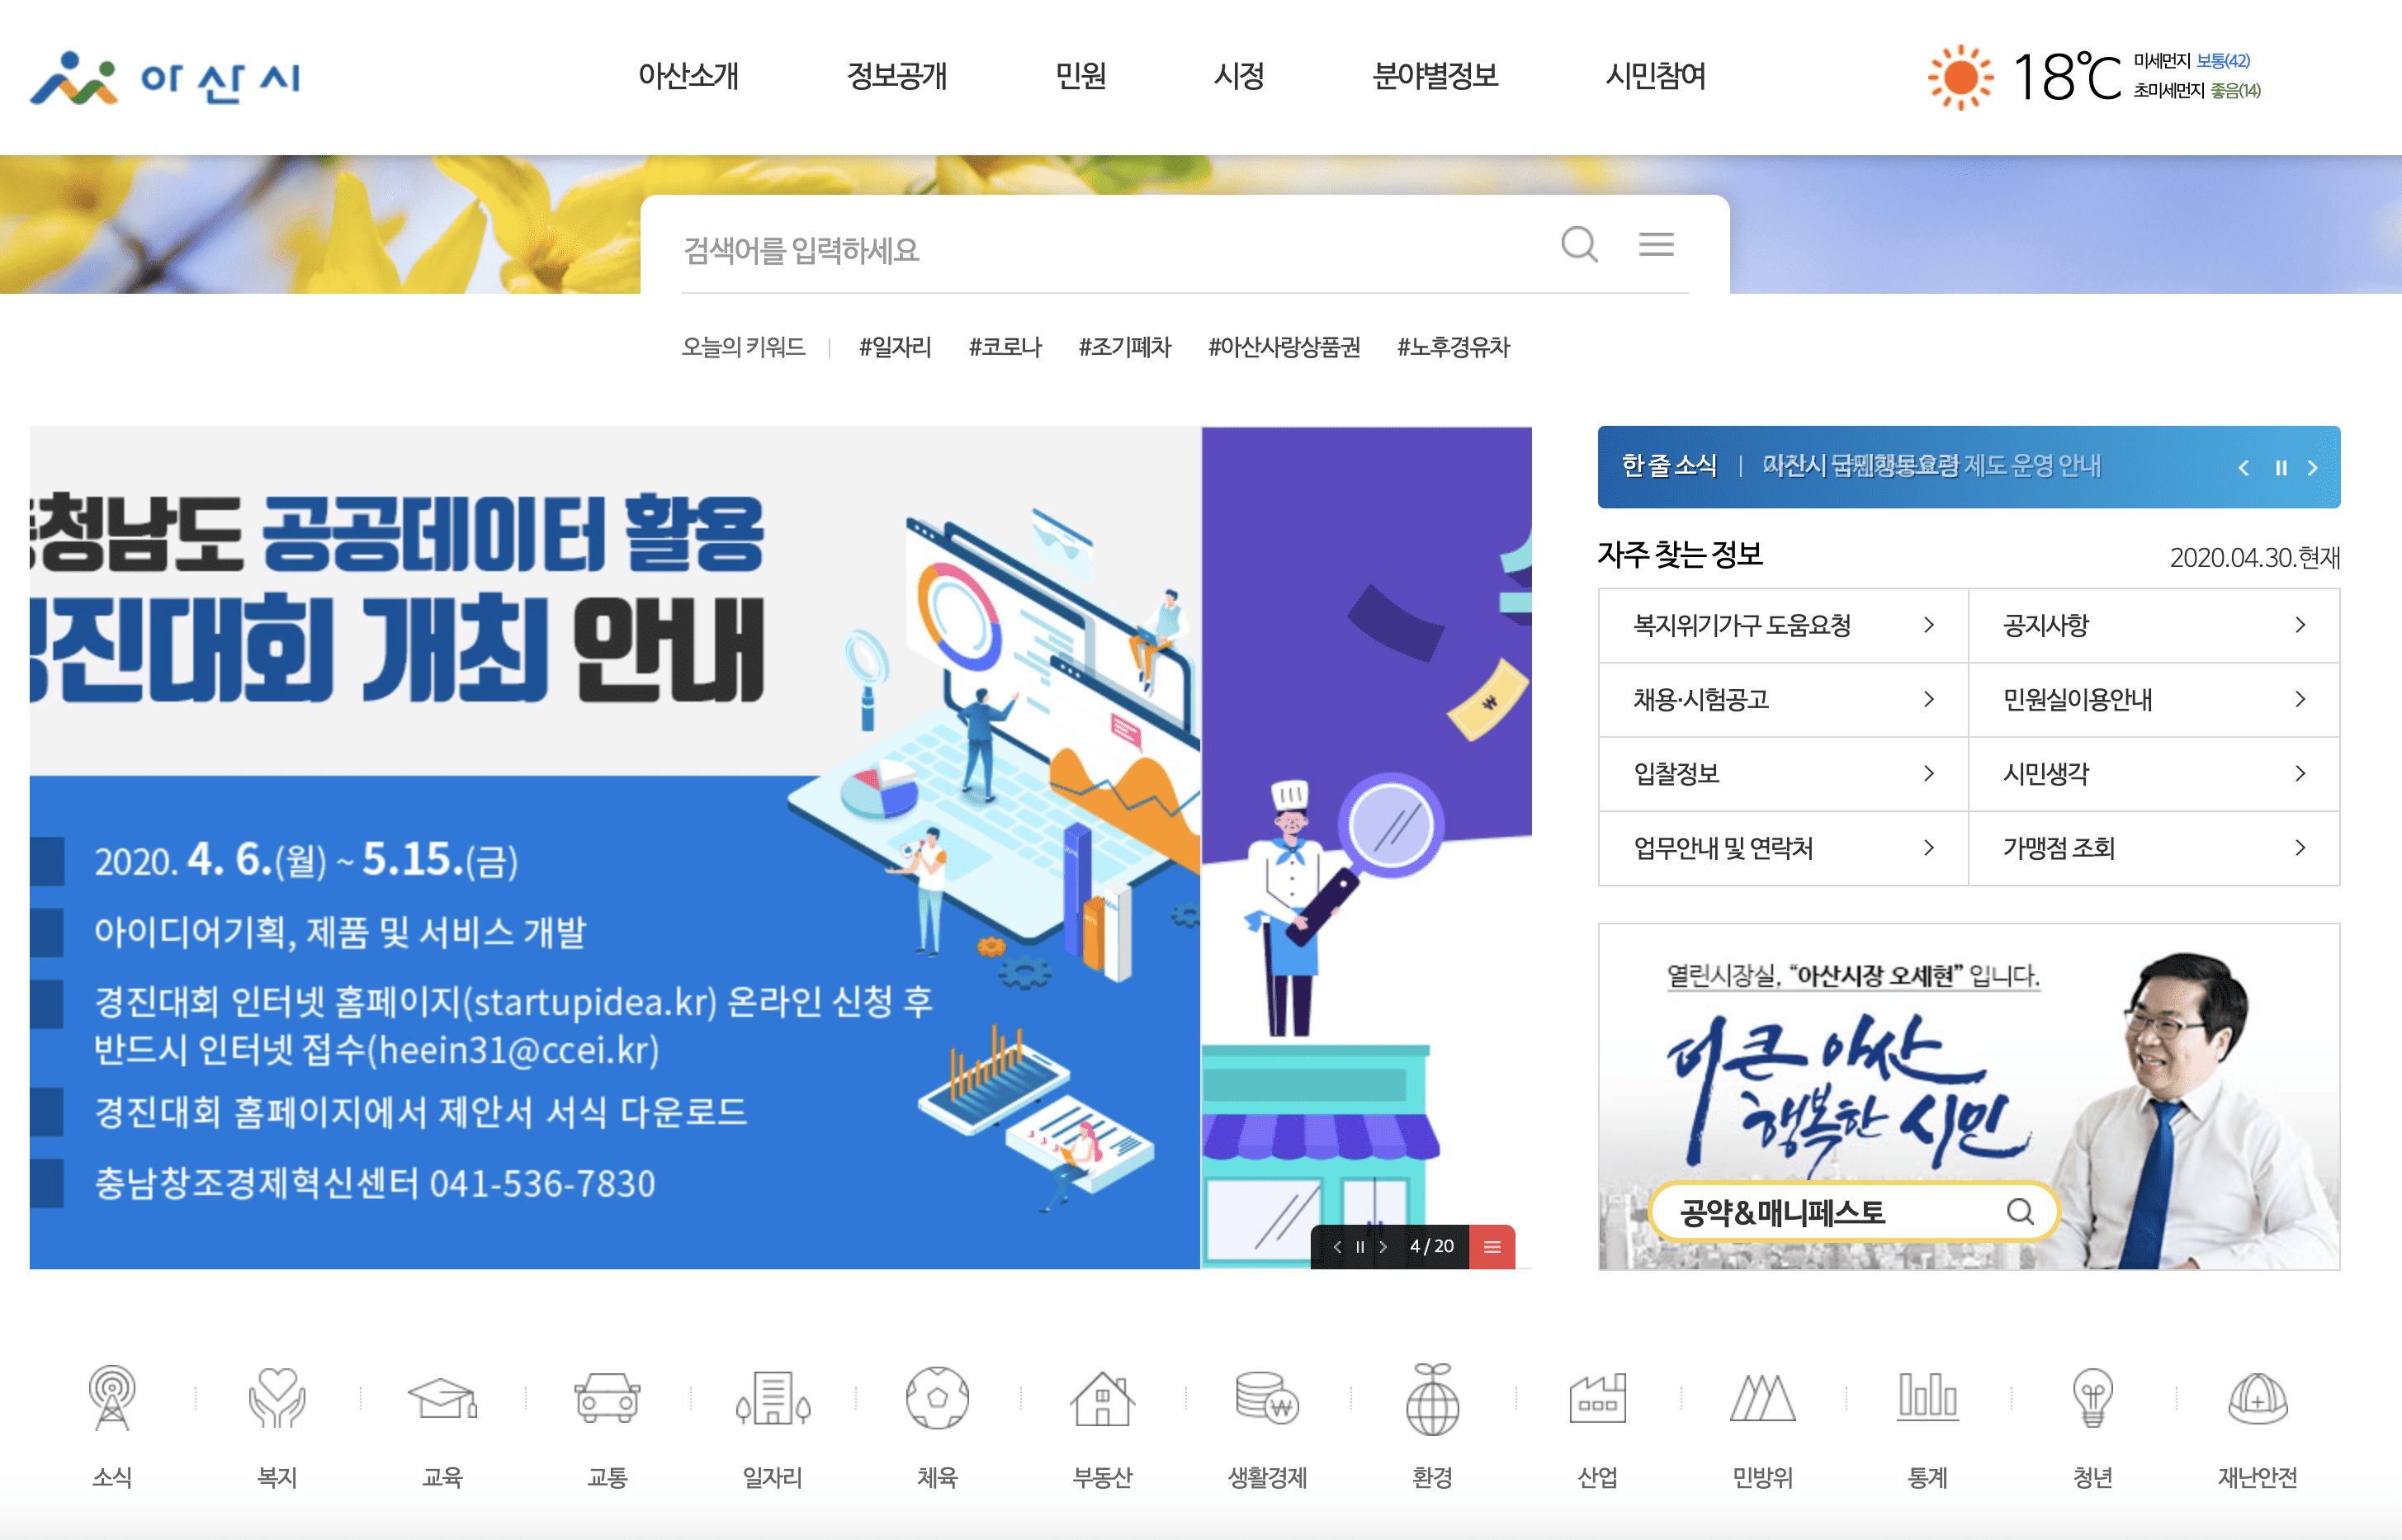 아산시
아산소개 정보공개 민원 시정 분야별정보 시민참여
18℃
미세먼지 보통(42)
초미세먼지 좋음(14)
검색어를 입력하세요
오늘의 키워드 #일자리 #코로나 #조기폐차 #아산사랑상품권 #노후경유차
청남도 공공데이터 활용
진대회 개최 안내
2020. 4. 6.(월) ~ 5.15.(금)
아이디어기획, 제품 및 서비스 개발
경진대회 인터넷 홈페이지(startupidea.kr) 온라인 신청 후
반드시 인터넷 접수(heein31@ccei.kr)
경진대회 홈페이지에서 제안서 서식 다운로드
충남창조경제혁신센터 041-536-7830
4 / 20
한 줄 소식
제도 운영 안내
자주 찾는 정보
2020.04.30.현재
복지위기가구 도움요청
공지사항
채용·시험공고
민원실이용안내
입찰정보
시민생각
업무안내 및 연락처
가맹점 조회
열린시장실, “아산시장 오세현” 입니다.
더 큰 아산
행복한 시민
공약&매니페스토
소식 복지 교육 교통 일자리 체육 부동산 생활경제 환경 산업 민방위 통계 청년 재난안전